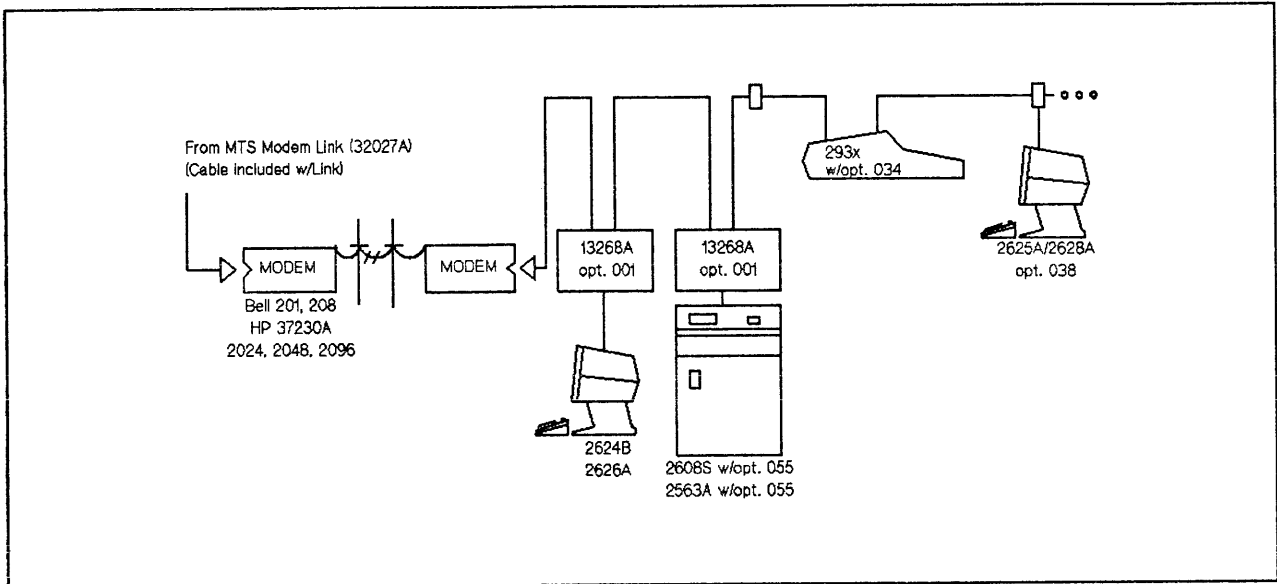 From MTS Modem Link (32027A)
(Cable included w/Link)
MODEM
Bell 201, 208
HP 37230A
2024, 2048, 2096
MODEM
13268A
opt. 001
2624B
2626A
13268A
opt. 001
2608S w/opt. 055
2563A w/opt. 055
293x
w/opt. 034
2625A/2628A
opt. 038